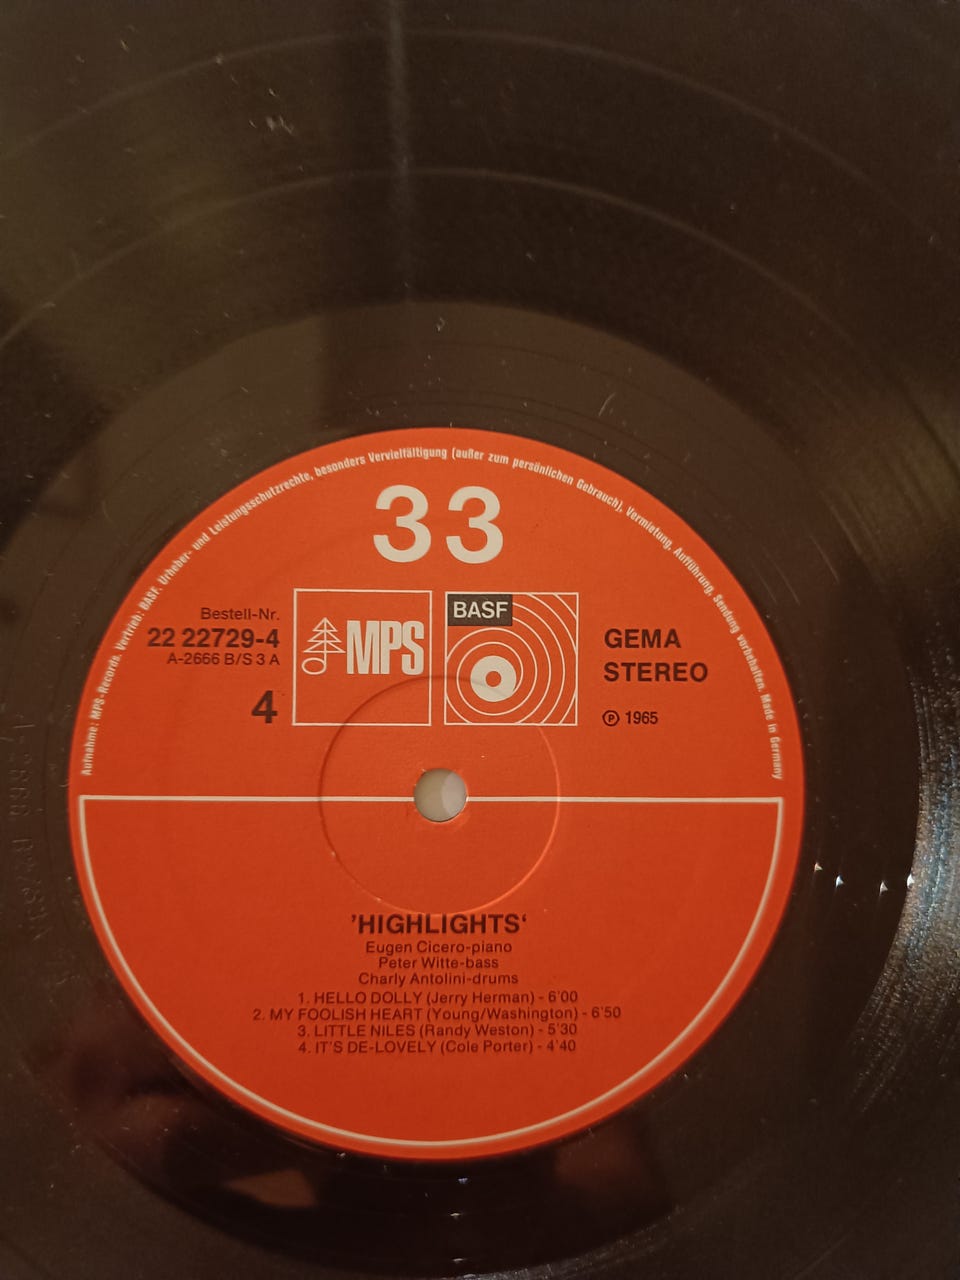 Aufnahme: MPS-Records. Vertrieb: BASF. Urheber- und Leistungsschutzrechte, besonders Vervielfältigung (außer zum persönlichen Gebrauch), Vermietung, Aufführung, Sendung vorbehalten. Made in Germany
33
Bestell-Nr.
22 22729-4
A-2666 B/S 3 A
4
MPS
BASF
GEMA
STEREO
Ⓟ 1965
’HIGHLIGHTS‘
Eugen Cicero-piano
Peter Witte-bass
Charly Antolini-drums
1. HELLO DOLLY (Jerry Herman) - 6’00
2. MY FOOLISH HEART (Young/Washington) - 6’50
3. LITTLE NILES (Randy Weston) - 5’30
4. IT’S DE-LOVELY (Cole Porter) - 4’40